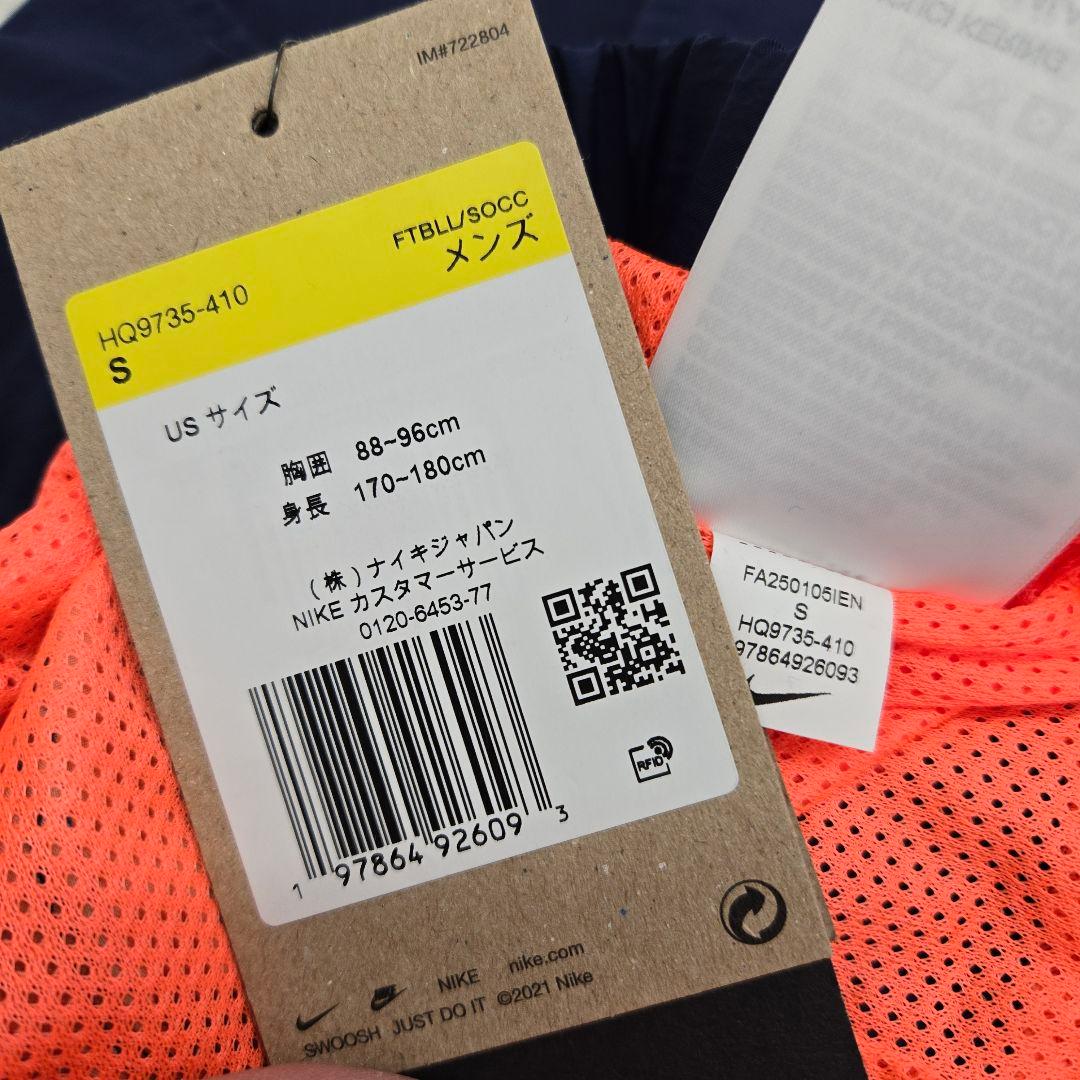 IM#722804
FTBLL/SOCC
メンズ
HQ9735-410
S
US サイズ
胸囲 88~96cm
身長 170~180cm
(株)ナイキジャパン
NIKE カスタマーサービス
0120-6453-77
RFID
1 97864 92609 3
NIKE nike.com
SWOOSH JUST DO IT ©2021 Nike
FA250105IEN
S
HQ9735-410
97864926093